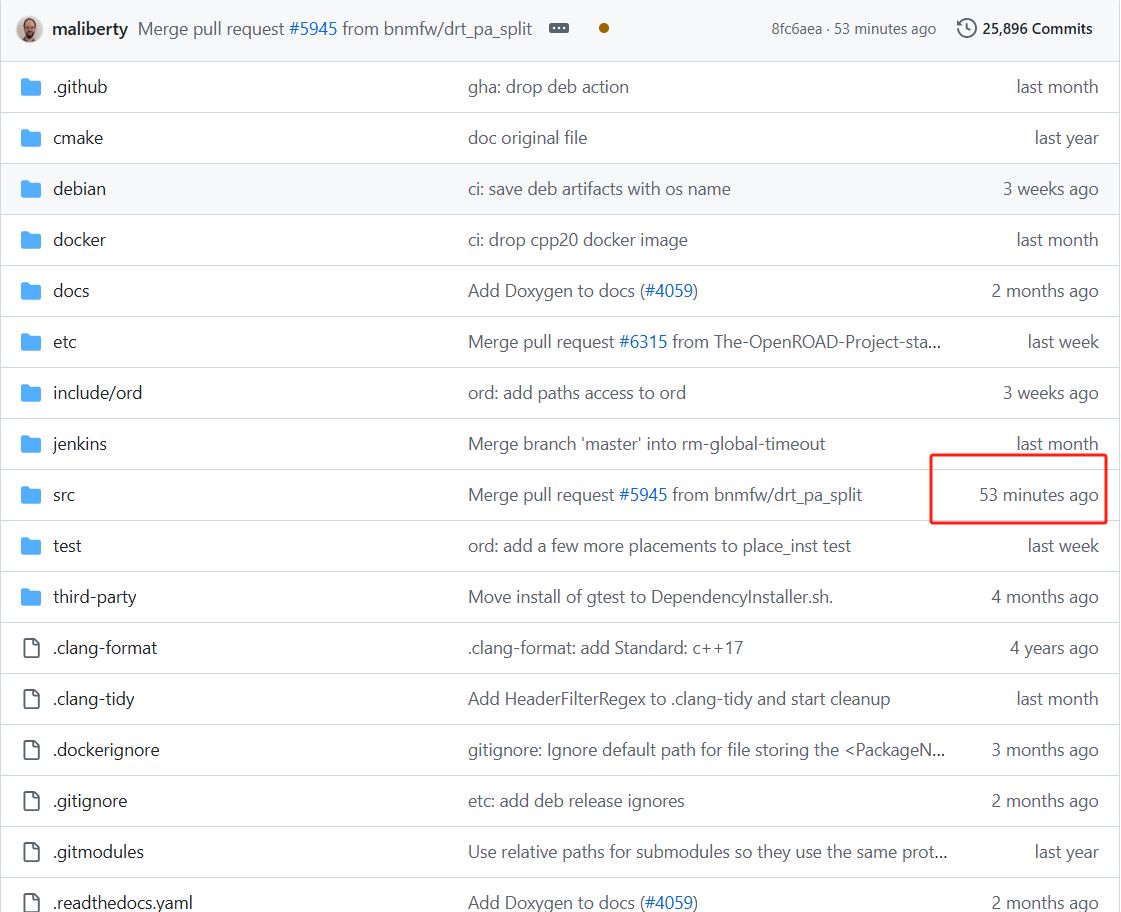 maliberty Merge pull request #5945 from bnmfw/drt_pa_split 8fc6aea · 53 minutes ago 25,896 Commits
.github gha: drop deb action last month
cmake doc original file last year
debian ci: save deb artifacts with os name 3 weeks ago
docker ci: drop cpp20 docker image last month
docs Add Doxygen to docs (#4059) 2 months ago
etc Merge pull request #6315 from The-OpenROAD-Project-sta... last week
include/ord ord: add paths access to ord 3 weeks ago
jenkins Merge branch 'master' into rm-global-timeout last month
src Merge pull request #5945 from bnmfw/drt_pa_split 53 minutes ago
test ord: add a few more placements to place_inst test last week
third-party Move install of gtest to DependencyInstaller.sh. 4 months ago
.clang-format .clang-format: add Standard: c++17 4 years ago
.clang-tidy Add HeaderFilterRegex to .clang-tidy and start cleanup last month
.dockerignore gitignore: Ignore default path for file storing the <PackageN... 3 months ago
.gitignore etc: add deb release ignores 2 months ago
.gitmodules Use relative paths for submodules so they use the same prot... last year
.readthedocs.yaml Add Doxygen to docs (#4059) 2 months ago